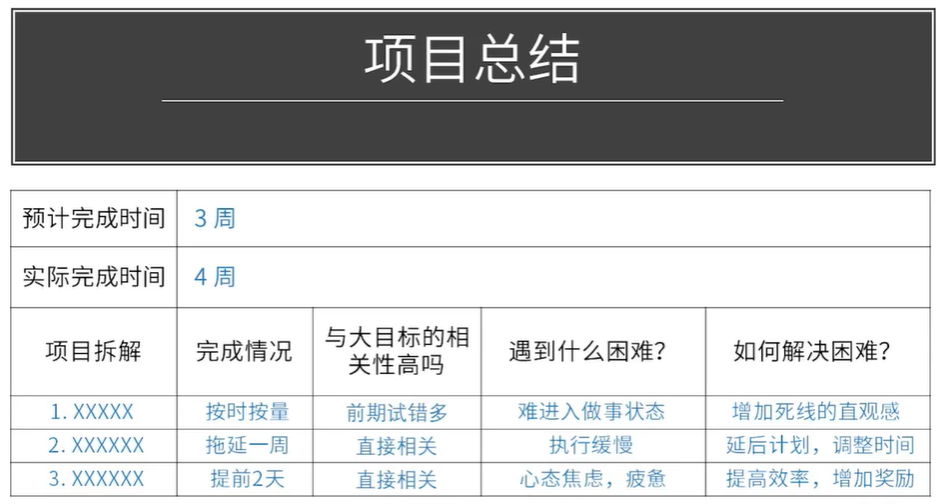 项目总结
预计完成时间 3 周
实际完成时间 4 周
项目拆解 完成情况 与大目标的相关性高吗 遇到什么困难? 如何解决困难?
1. XXXXX 按时按量 前期试错多 难进入做事状态 增加死线的直观感
2. XXXXXX 拖延一周 直接相关 执行缓慢 延后计划，调整时间
3. XXXXXX 提前2天 直接相关 心态焦虑，疲惫 提高效率，增加奖励